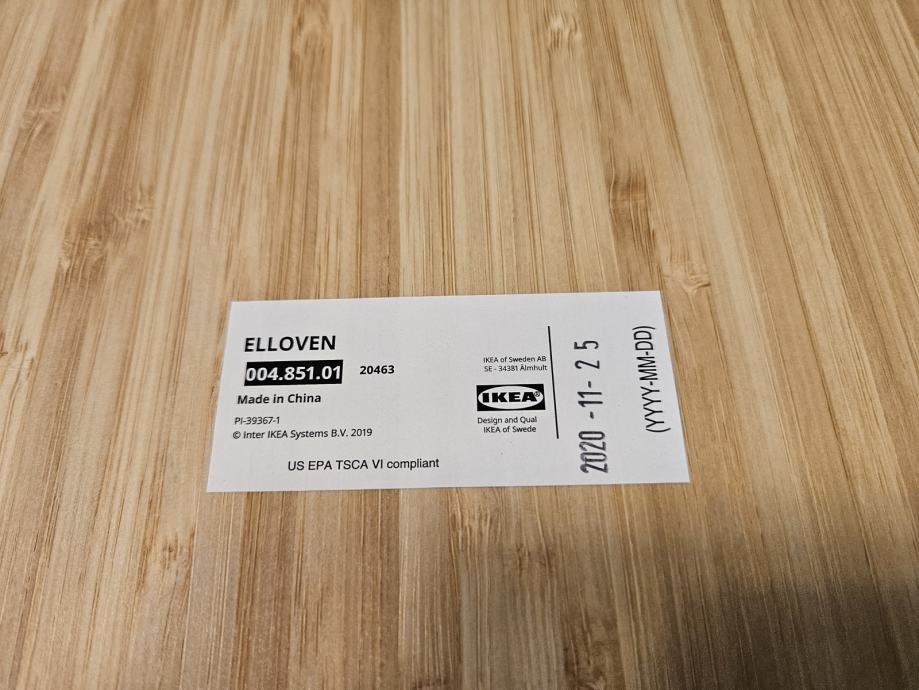 ELLOVEN
004.851.01 20463
Made in China
PI-39367-1
© Inter IKEA Systems B.V. 2019
US EPA TSCA VI compliant
IKEA of Sweden AB
SE - 34381 Älmhult
IKEA®
Design and Qual
IKEA of Swede
2020 -11- 25
(YYYY-MM-DD)